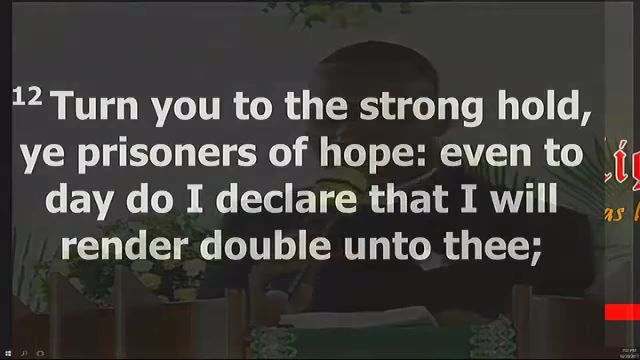 12 Turn you to the strong hold,
ye prisoners of hope: even to
day do I declare that I will
render double unto thee;